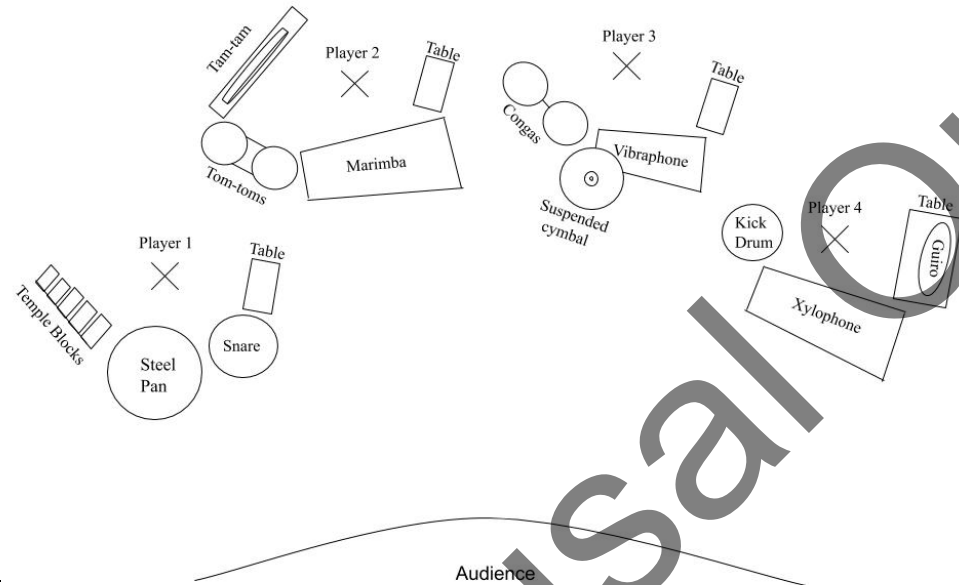 Tam-tam
Player 2
Table
Tom-toms
Marimba
Player 3
Table
Congas
Vibraphone
Suspended
cymbal
Player 4
Table
Kick
Drum
Guiro
Xylophone
Player 1
Table
Temple Blocks
Steel
Pan
Snare
Audience